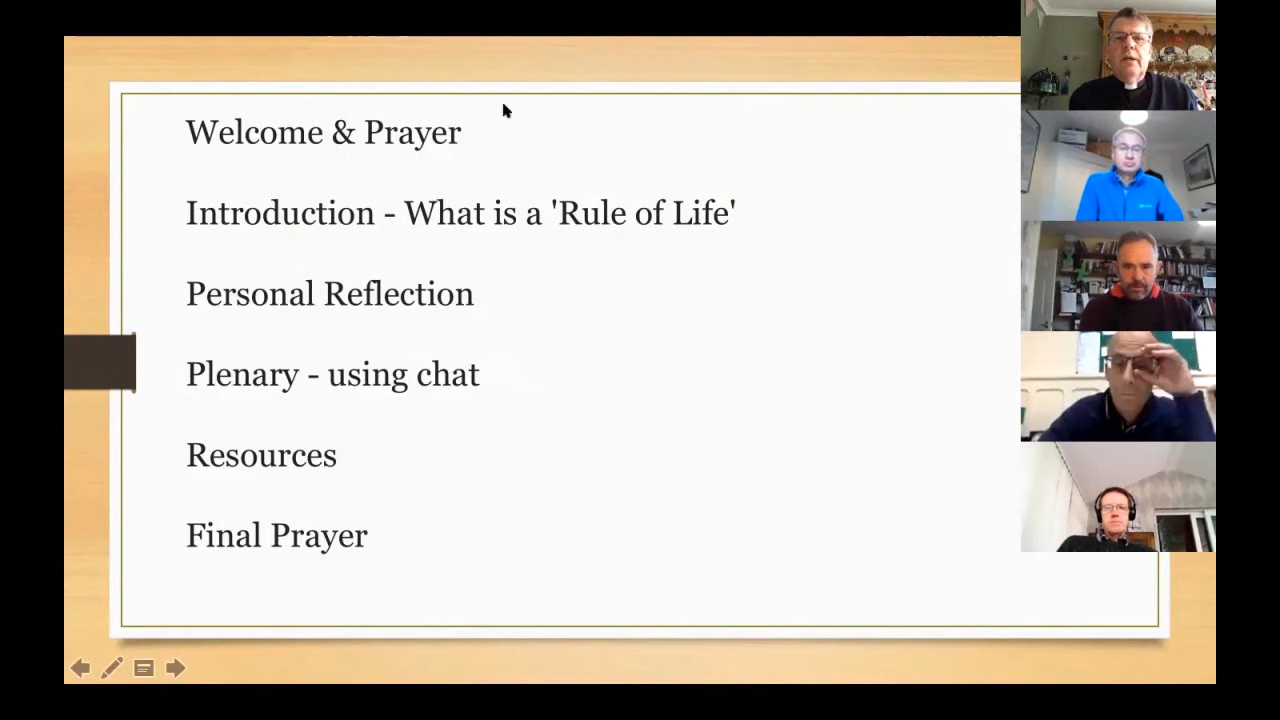 Welcome & Prayer
Introduction - What is a 'Rule of Life'
Personal Reflection
Plenary - using chat
Resources
Final Prayer